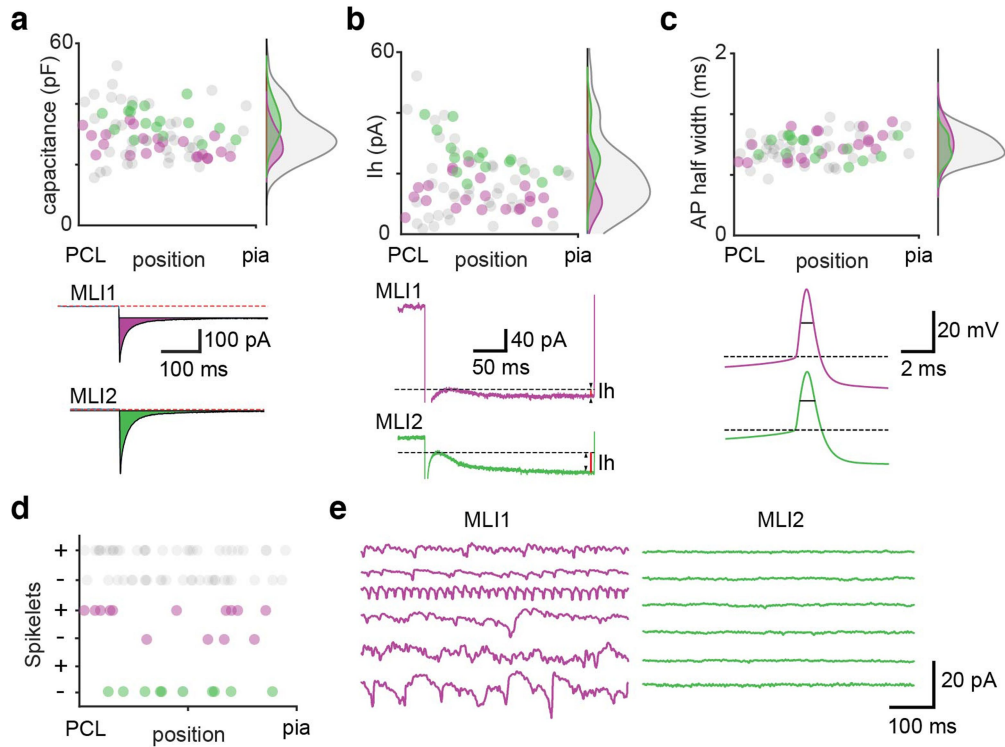 a
60
capacitance (pF)
0
PCL position pia
MLI1
100 pA
100 ms
MLI2
b
60
Ih (pA)
0
PCL position pia
MLI1
40 pA
50 ms
Ih
MLI2
Ih
c
2
AP half width (ms)
0
PCL position pia
20 mV
2 ms
d
Spikelets
+
-
+
-
+
-
PCL position pia
e
MLI1 MLI2
20 pA
100 ms